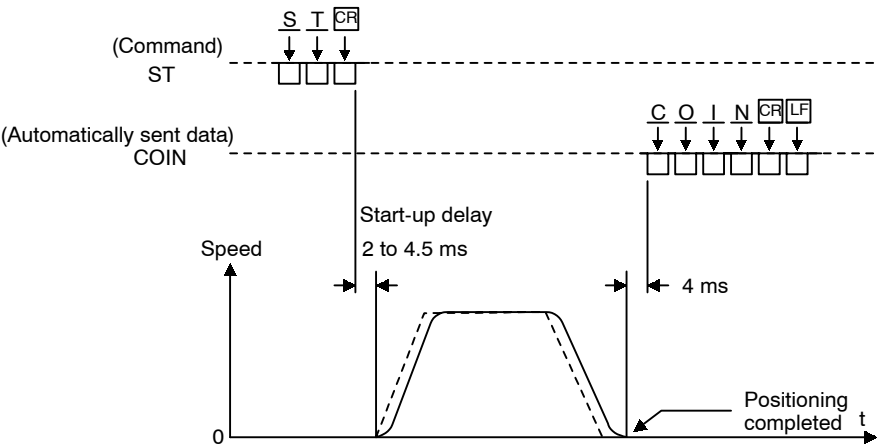 S T CR
(Command)
ST
C O I N CR LF
(Automatically sent data)
COIN
Start-up delay
Speed
2 to 4.5 ms
4 ms
Positioning
completed
t
0